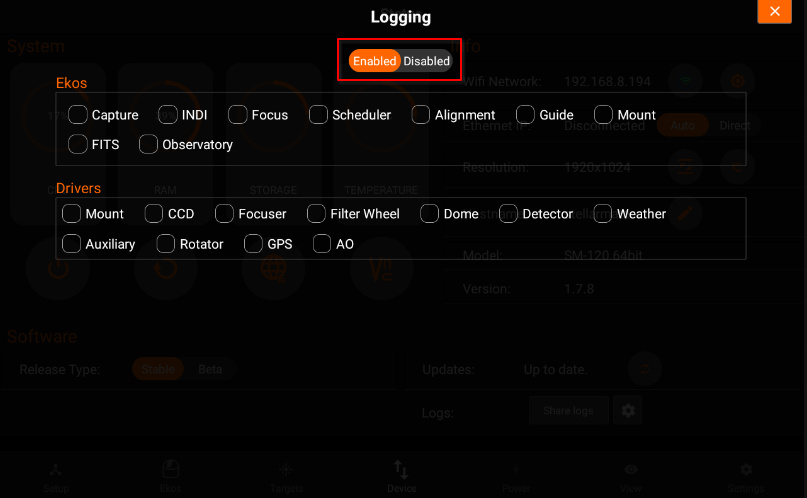 Logging
System
Info
Enabled Disabled
Wifi Network: 192.168.8.194
Ekos
Capture INDI Focus Scheduler Alignment Guide Mount
Ethernet IP: Disconnected Auto Direct
FITS Observatory
Resolution: 1920x1024
RAM STORAGE TEMPERATURE
Drivers
Mount CCD Focuser Filter Wheel Dome Detector Weather
Auxiliary Rotator GPS AO
Model: SM-120 64bit
Version: 1.7.8
Software
Release Type: Stable Beta
Updates: Up to date.
Logs: Share logs
Setup Ekos Targets Device Power View Settings